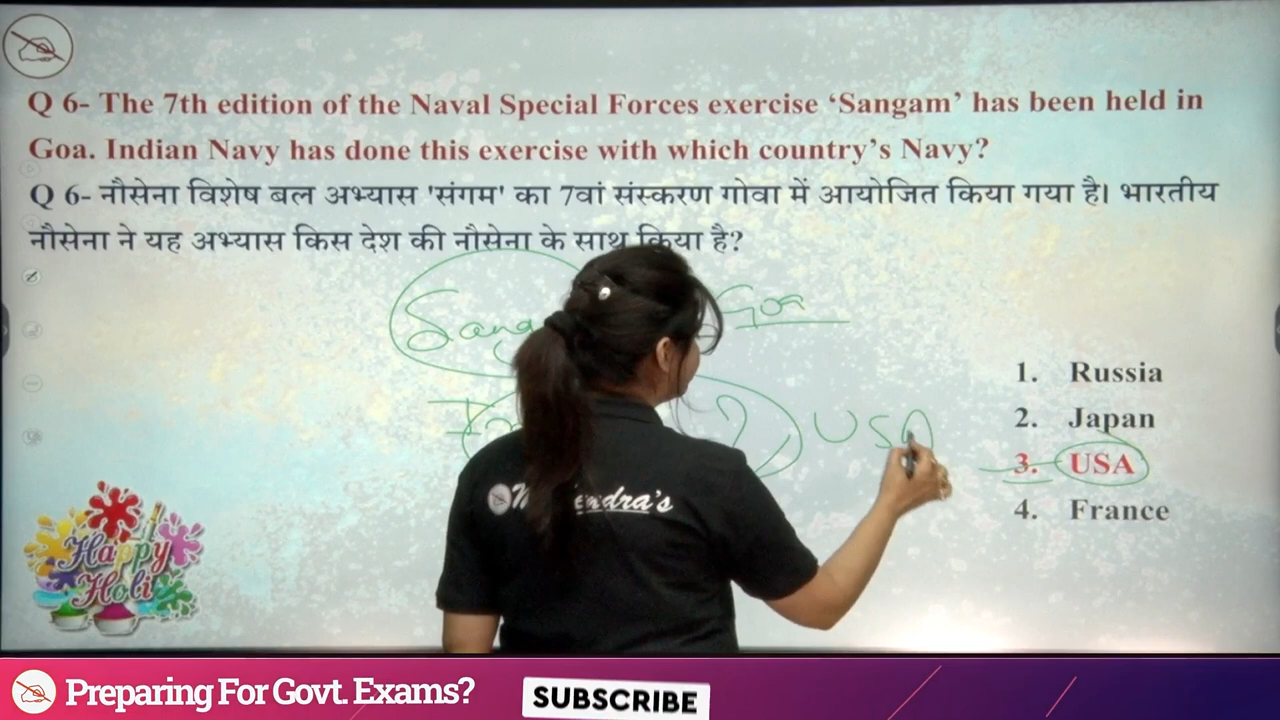 Q 6- The 7th edition of the Naval Special Forces exercise ‘Sangam’ has been held in
Goa. Indian Navy has done this exercise with which country’s Navy?
Q 6- नौसेना विशेष बल अभ्यास 'संगम' का 7वां संस्करण गोवा में आयोजित किया गया है। भारतीय
नौसेना ने यह अभ्यास किस देश की नौसेना के साथ किया है?
Goa
USA
1. Russia
2. Japan
3. USA
4. France
Happy
Holi
Preparing For Govt. Exams?
SUBSCRIBE